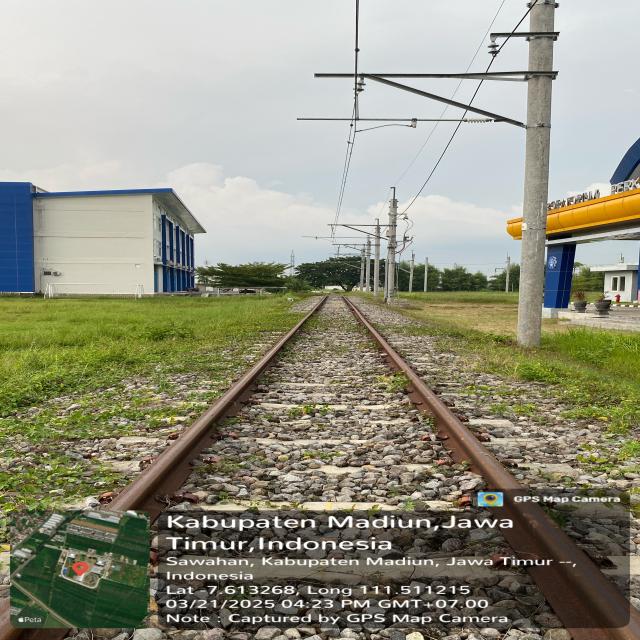 GPS Map Camera
Kabupaten Madiun,Jawa
Timur,Indonesia
Sawahan, Kabupaten Madiun, Jawa Timur --,
Indonesia
Lat -7.613268, Long 111.511215
03/21/2025 04:23 PM GMT+07:00
Note : Captured by GPS Map Camera
Peta